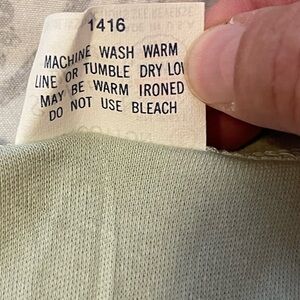 1416
MACHINE WASH WARM
LINE OR TUMBLE DRY LOW
MAY BE WARM IRONED
DO NOT USE BLEACH